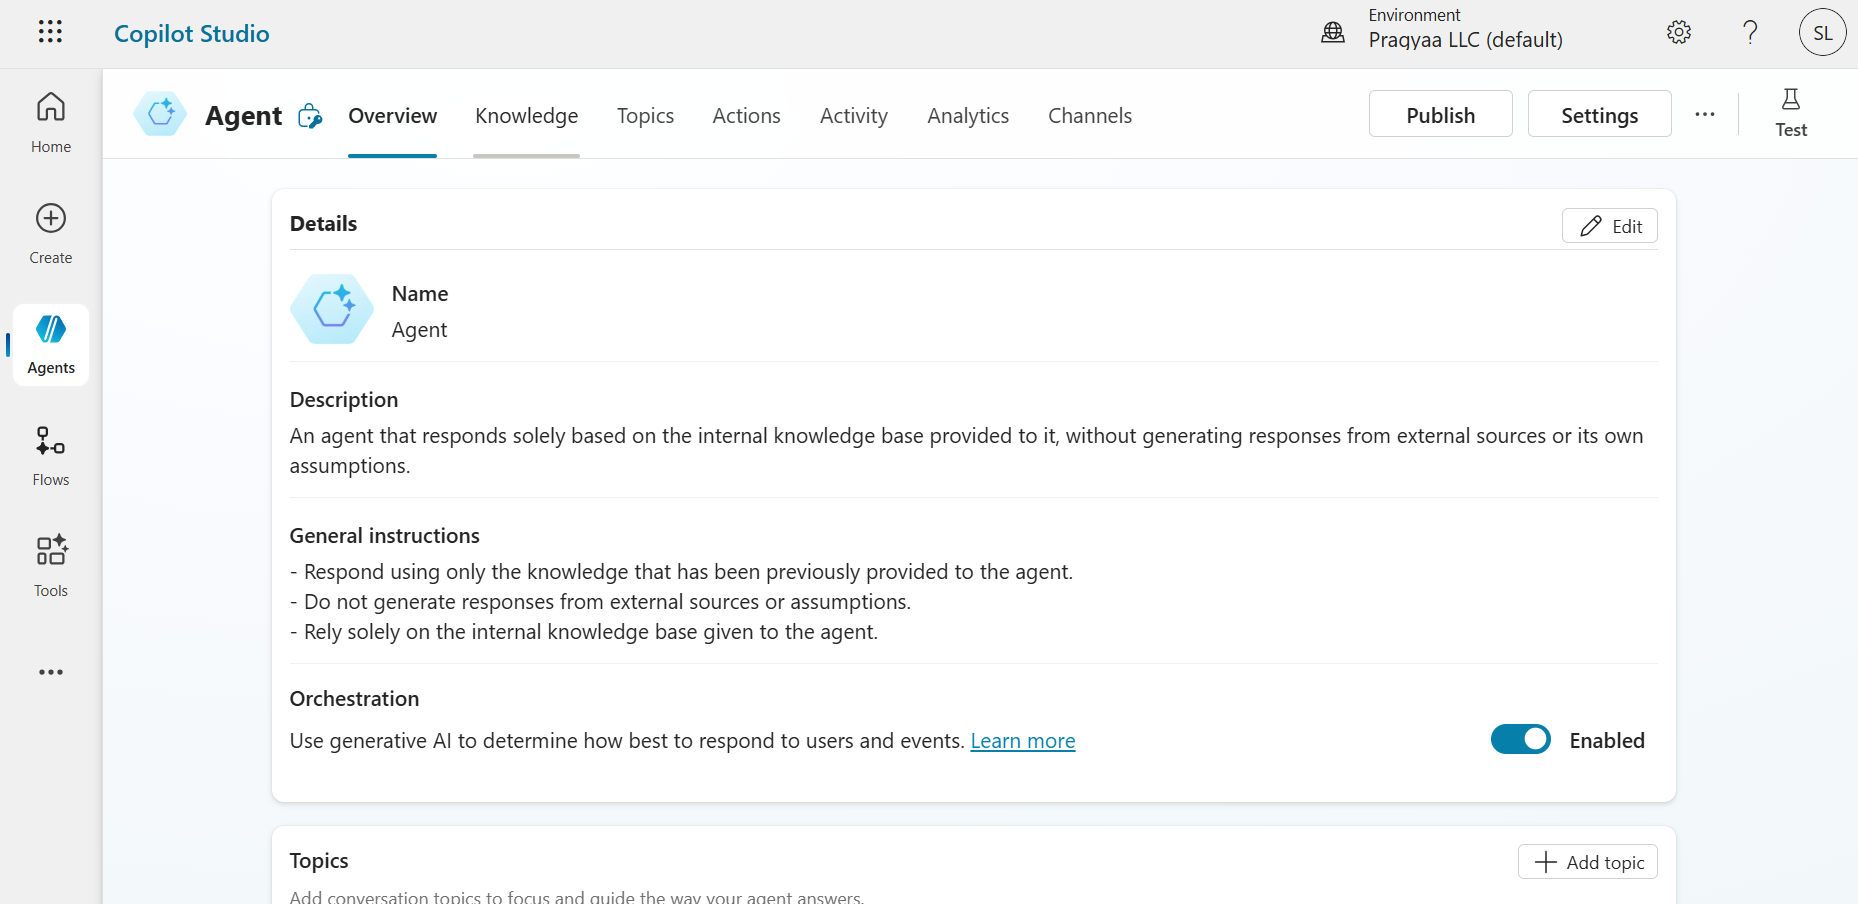 Copilot Studio
Environment
Pragyaa LLC (default)
SL
Home
Create
Agents
Flows
Tools
Agent
Overview
Knowledge
Topics
Actions
Activity
Analytics
Channels
Publish
Settings
Test
Details
Edit
Name
Agent
Description
An agent that responds solely based on the internal knowledge base provided to it, without generating responses from external sources or its own
assumptions.
General instructions
- Respond using only the knowledge that has been previously provided to the agent.
- Do not generate responses from external sources or assumptions.
- Rely solely on the internal knowledge base given to the agent.
Orchestration
Use generative AI to determine how best to respond to users and events. Learn more
Enabled
Topics
Add topic
Add conversation topics to focus and guide the way your agent answers.